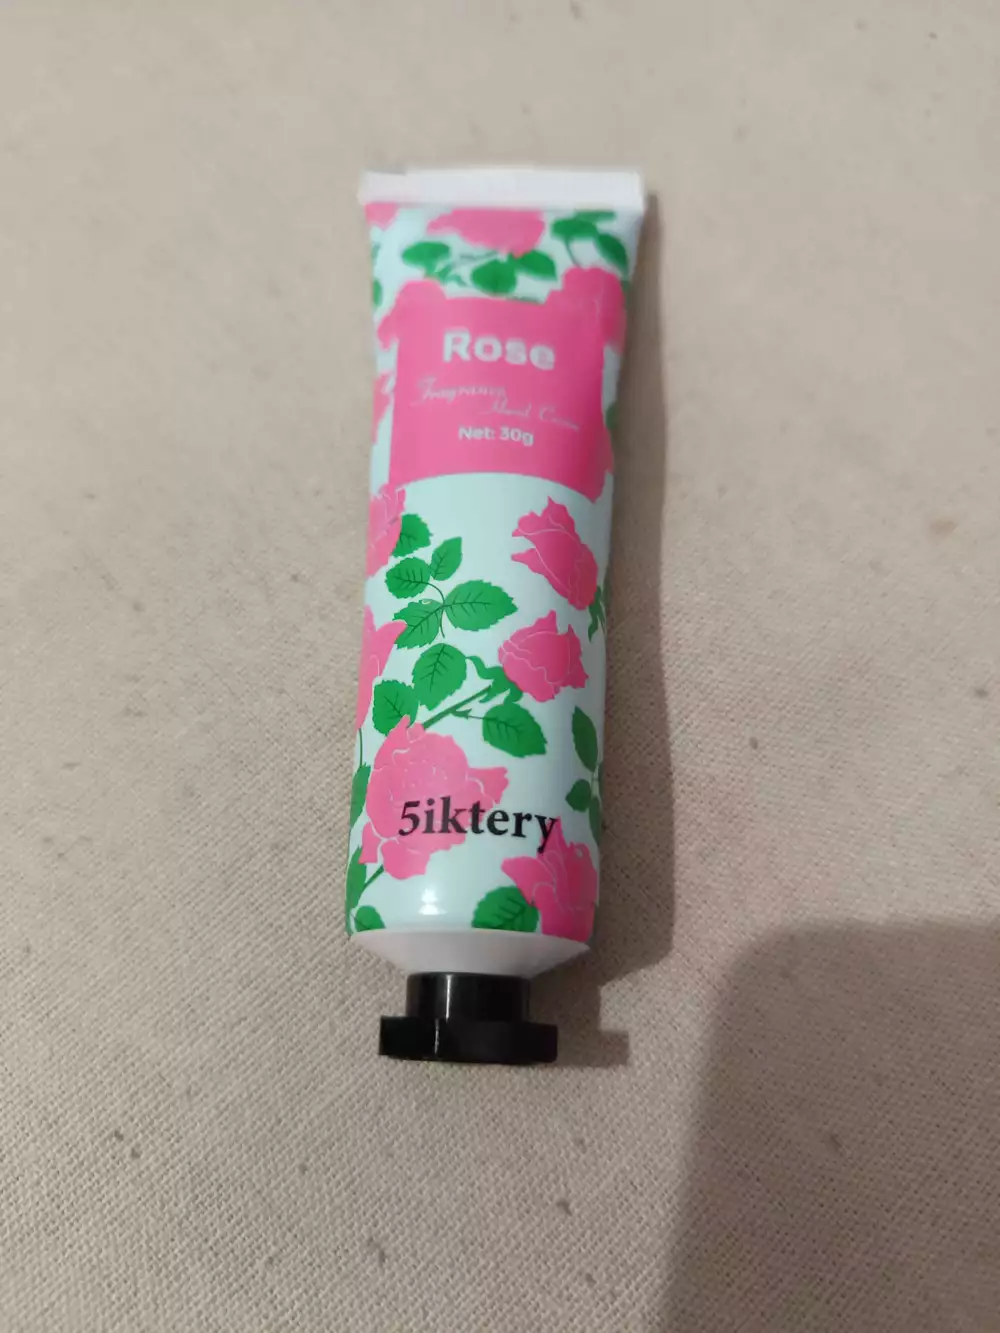 Rose
Fragrance
Hand Cream
Net: 30g
5iktery